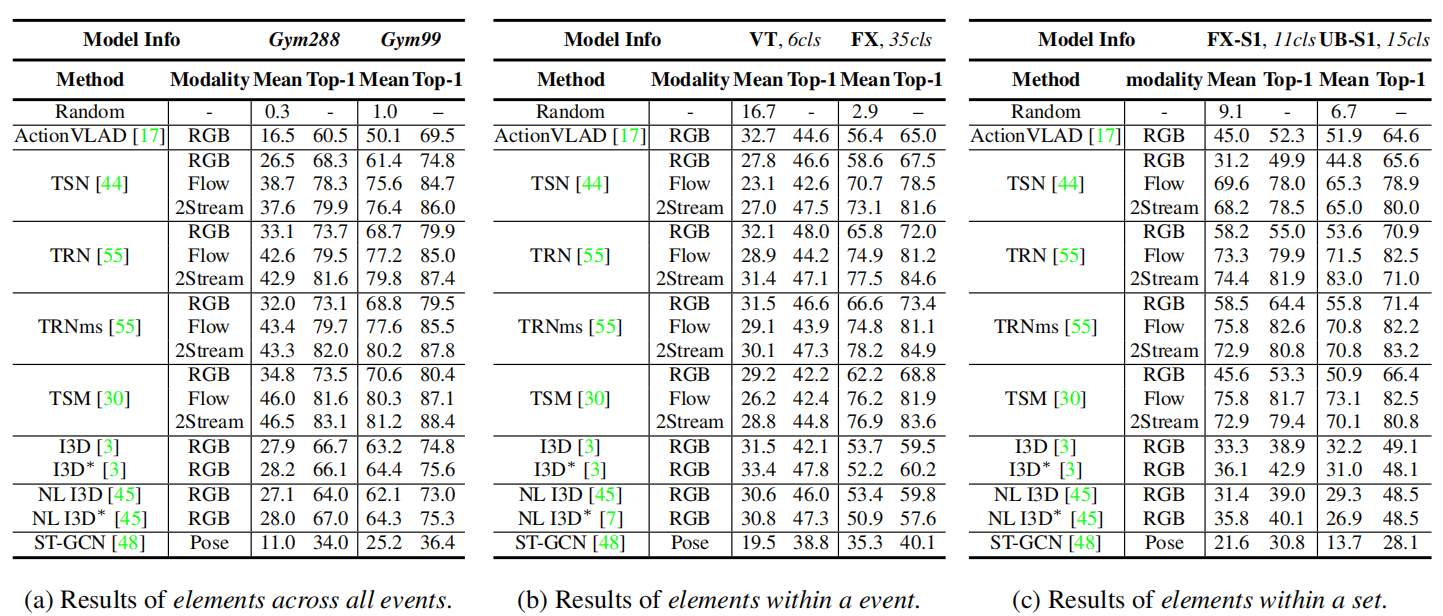 Model Info Gym288 Gym99
Method Modality Mean Top-1 Mean Top-1
Random - 0.3 - 1.0 –
ActionVLAD [17] RGB 16.5 60.5 50.1 69.5
RGB 26.5 68.3 61.4 74.8
TSN [44] Flow 38.7 78.3 75.6 84.7
2Stream 37.6 79.9 76.4 86.0
RGB 33.1 73.7 68.7 79.9
TRN [55] Flow 42.6 79.5 77.2 85.0
2Stream 42.9 81.6 79.8 87.4
RGB 32.0 73.1 68.8 79.5
TRNms [55] Flow 43.4 79.7 77.6 85.5
2Stream 43.3 82.0 80.2 87.8
RGB 34.8 73.5 70.6 80.4
TSM [30] Flow 46.0 81.6 80.3 87.1
2Stream 46.5 83.1 81.2 88.4
I3D [3] RGB 27.9 66.7 63.2 74.8
I3D* [3] RGB 28.2 66.1 64.4 75.6
NL I3D [45] RGB 27.1 64.0 62.1 73.0
NL I3D* [45] RGB 28.0 67.0 64.3 75.3
ST-GCN [48] Pose 11.0 34.0 25.2 36.4
(a) Results of elements across all events.
Model Info VT, 6cls FX, 35cls
Method Modality Mean Top-1 Mean Top-1
Random - 16.7 - 2.9 –
ActionVLAD [17] RGB 32.7 44.6 56.4 65.0
RGB 27.8 46.6 58.6 67.5
TSN [44] Flow 23.1 42.6 70.7 78.5
2Stream 27.0 47.5 73.1 81.6
RGB 32.1 48.0 65.8 72.0
TRN [55] Flow 28.9 44.2 74.9 81.2
2Stream 31.4 47.1 77.5 84.6
RGB 31.5 46.6 66.6 73.4
TRNms [55] Flow 29.1 43.9 74.8 81.1
2Stream 30.1 47.3 78.2 84.9
RGB 29.2 42.2 62.2 68.8
TSM [30] Flow 26.2 42.4 76.2 81.9
2Stream 28.8 44.8 76.9 83.6
I3D [3] RGB 31.5 42.1 53.7 59.5
I3D* [3] RGB 33.4 47.8 52.2 60.2
NL I3D [45] RGB 30.6 46.0 53.4 59.8
NL I3D* [7] RGB 30.8 47.3 50.9 57.6
ST-GCN [48] Pose 19.5 38.8 35.3 40.1
(b) Results of elements within a event.
Model Info FX-S1, 11cls UB-S1, 15cls
Method modality Mean Top-1 Mean Top-1
Random - 9.1 - 6.7 –
ActionVLAD [17] RGB 45.0 52.3 51.9 64.6
RGB 31.2 49.9 44.8 65.6
TSN [44] Flow 69.6 78.0 65.3 78.9
2Stream 68.2 78.5 65.0 80.0
RGB 58.2 55.0 53.6 70.9
TRN [55] Flow 73.3 79.9 71.5 82.5
2Stream 74.4 81.9 83.0 71.0
RGB 58.5 64.4 55.8 71.4
TRNms [55] Flow 75.8 82.6 70.8 82.2
2Stream 72.9 80.8 70.8 83.2
RGB 45.6 53.3 50.9 66.4
TSM [30] Flow 75.8 81.7 73.1 82.5
2Stream 72.9 79.4 70.1 80.8
I3D [3] RGB 33.3 38.9 32.2 49.1
I3D* [3] RGB 36.1 42.9 31.0 48.1
NL I3D [45] RGB 31.4 39.0 29.3 48.5
NL I3D* [45] RGB 35.8 40.1 26.9 48.5
ST-GCN [48] Pose 21.6 30.8 13.7 28.1
(c) Results of elements within a set.